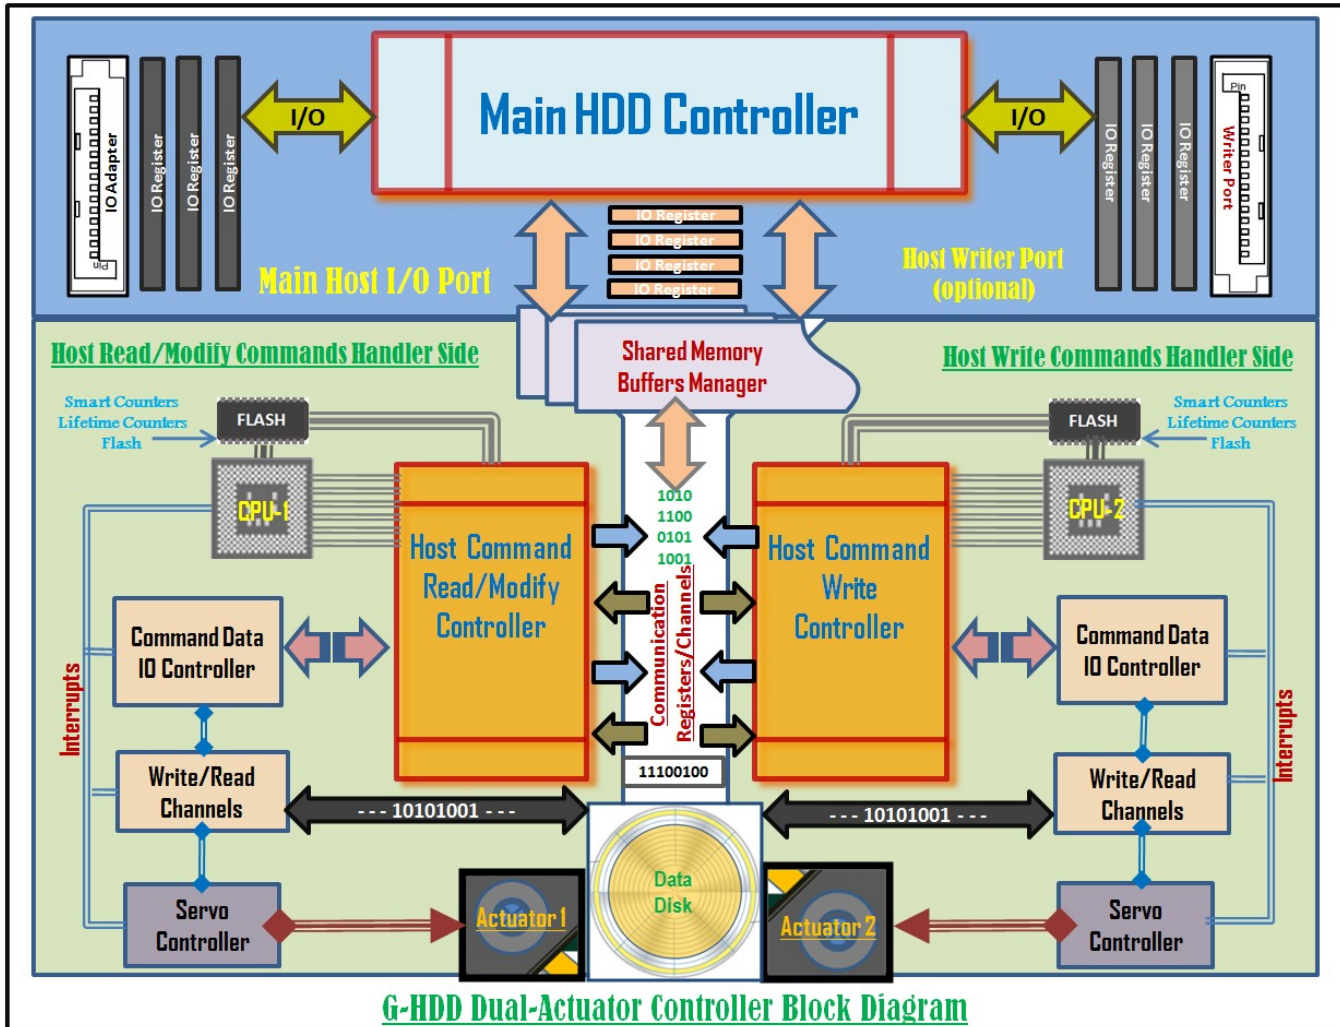 Main HDD Controller
I/O
I/O
IO Adapter
Pin
IO Register
IO Register
IO Register
IO Register
IO Register
IO Register
Pin
Writer Port
IO Register
IO Register
IO Register
IO Register
Main Host I/O Port
Host Writer Port
(optional)
Shared Memory
Buffers Manager
Host Read/Modify Commands Handler Side
Host Write Commands Handler Side
Smart Counters
Lifetime Counters
Flash
FLASH
FLASH
Smart Counters
Lifetime Counters
Flash
CPU-1
CPU-2
Host Command
Read/Modify
Controller
1010
1100
0101
1001
Host Command
Write
Controller
Communication
Registers/Channels
Command Data
IO Controller
Command Data
IO Controller
Interrupts
Interrupts
Write/Read
Channels
Write/Read
Channels
11100100
- - - 10101001 - - -
- - - 10101001 - - -
Data
Disk
Servo
Controller
Actuator 1
Actuator 2
Servo
Controller
G-HDD Dual-Actuator Controller Block Diagram